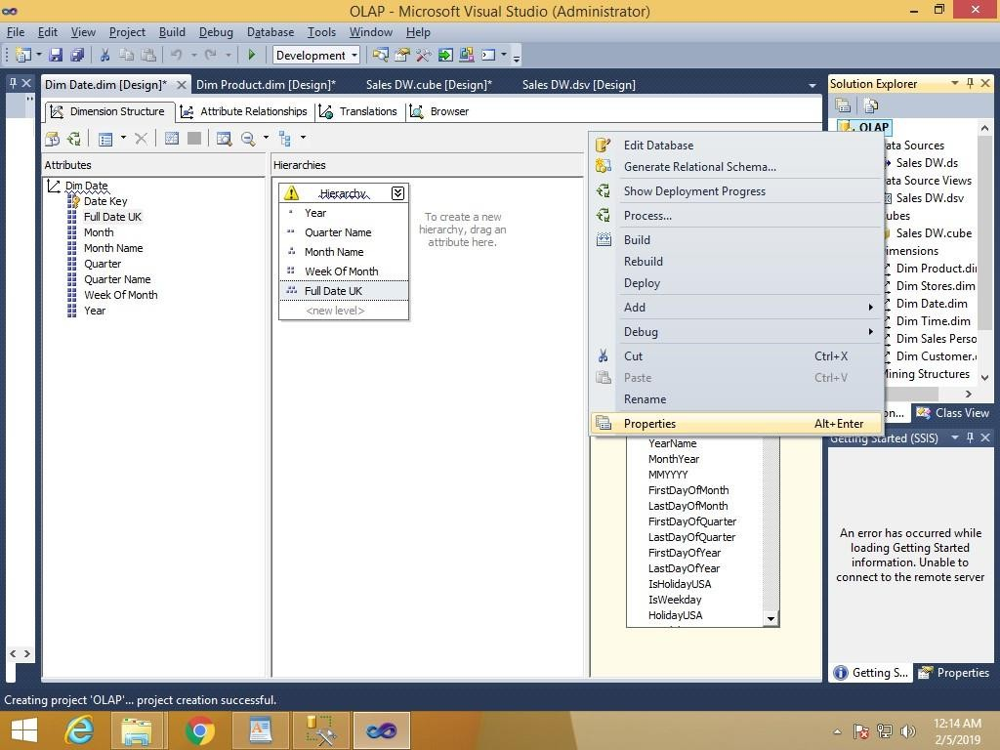 OLAP - Microsoft Visual Studio (Administrator)
File Edit View Project Build Debug Database Tools Window Help
Development
Dim Date.dim [Design]* Dim Product.dim [Design]* Sales DW.cube [Design]* Sales DW.dsv [Design]
Dimension Structure Attribute Relationships Translations Browser
Attributes
Dim Date
Date Key
Full Date UK
Month
Month Name
Quarter
Quarter Name
Week Of Month
Year
Hierarchies
Hierarchy
Year
Quarter Name
Month Name
Week Of Month
Full Date UK
<new level>
To create a new
hierarchy, drag an
attribute here.
Edit Database
Generate Relational Schema...
Show Deployment Progress
Process...
Build
Rebuild
Deploy
Add
Debug
Cut Ctrl+X
Paste Ctrl+V
Rename
Properties Alt+Enter
YearName
MonthYear
MMYYYY
FirstDayOfMonth
LastDayOfMonth
FirstDayOfQuarter
LastDayOfQuarter
FirstDayOfYear
LastDayOfYear
IsHolidayUSA
IsWeekday
HolidayUSA
Solution Explorer
OLAP
ata Sources
Sales DW.ds
ata Source Views
Sales DW.dsv
ubes
Sales DW.cube
imensions
Dim Product.di
Dim Stores.dim
Dim Date.dim
Dim Time.dim
Dim Sales Perso
Dim Customer.
Mining Structures
on... Class View
Getting Started (SSIS)
An error has occurred while
loading Getting Started
information. Unable to
connect to the remote server
Getting S... Properties
Creating project 'OLAP'... project creation successful.
12:14 AM
2/5/2019